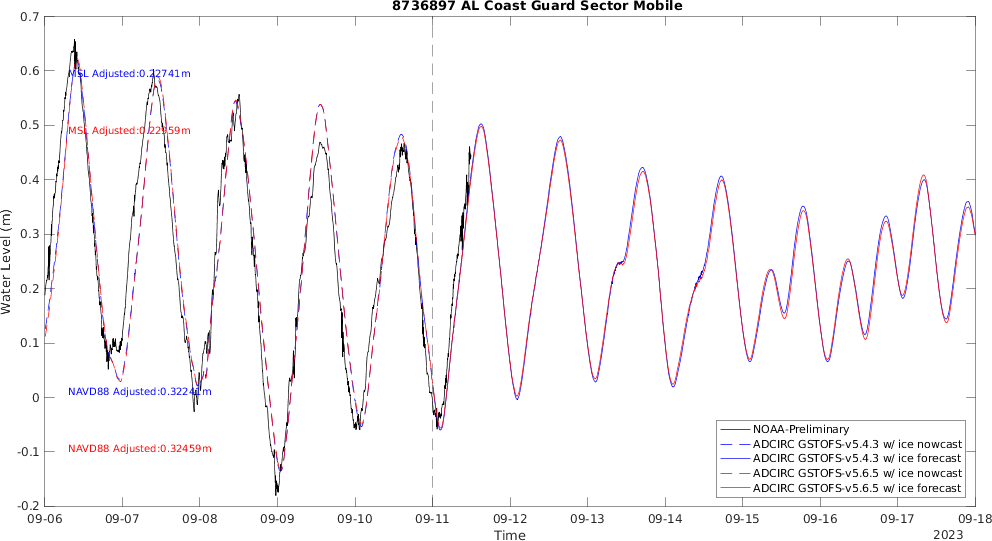 8736897 AL Coast Guard Sector Mobile
0.7
0.6
0.5
0.4
0.3
0.2
0.1
0
-0.1
-0.2
Water Level (m)
MSL Adjusted:0.22741m
MSL Adjusted:0.22959m
NAVD88 Adjusted:0.32241m
NAVD88 Adjusted:0.32459m
NOAA-Preliminary
ADCIRC GSTOFS-v5.4.3 w/ ice nowcast
ADCIRC GSTOFS-v5.4.3 w/ ice forecast
ADCIRC GSTOFS-v5.6.5 w/ ice nowcast
ADCIRC GSTOFS-v5.6.5 w/ ice forecast
09-06 09-07 09-08 09-09 09-10 09-11 09-12 09-13 09-14 09-15 09-16 09-17 09-18
Time
2023